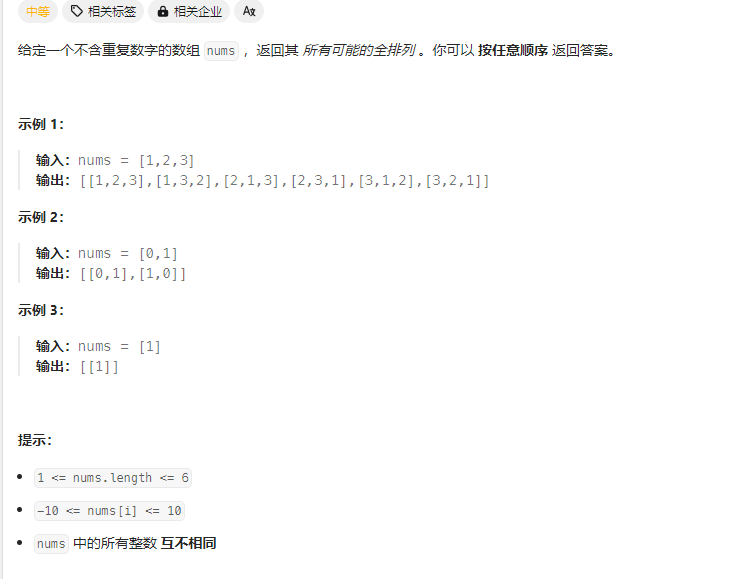 中等 相关标签 相关企业 Aあ
给定一个不含重复数字的数组 nums ，返回其 所有可能的全排列 。你可以 按任意顺序 返回答案。
示例 1：
输入：nums = [1,2,3]
输出：[[1,2,3],[1,3,2],[2,1,3],[2,3,1],[3,1,2],[3,2,1]]
示例 2：
输入：nums = [0,1]
输出：[[0,1],[1,0]]
示例 3：
输入：nums = [1]
输出：[[1]]
提示：
1 <= nums.length <= 6
-10 <= nums[i] <= 10
nums 中的所有整数 互不相同